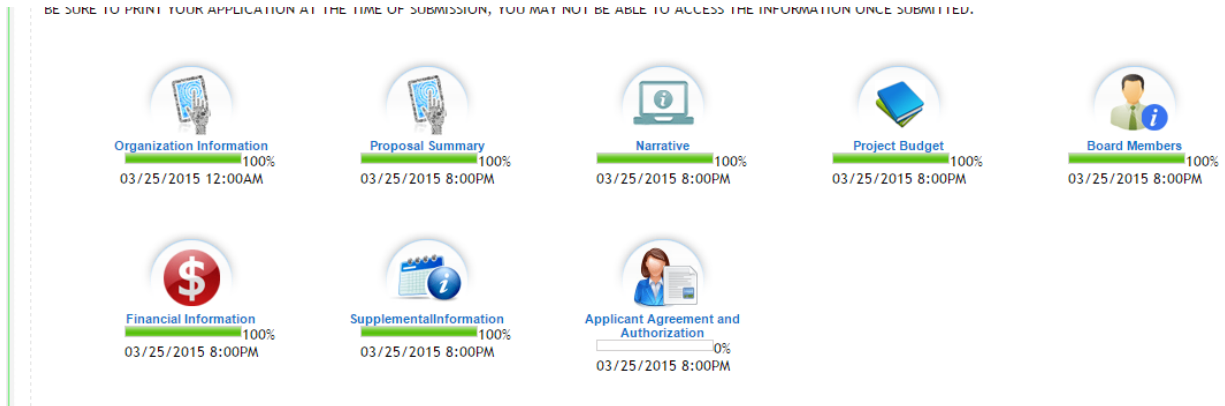 BE SURE TO PRINT YOUR APPLICATION AT THE TIME OF SUBMISSION, YOU MAY NOT BE ABLE TO ACCESS THE INFORMATION ONCE SUBMITTED.
Organization Information
100%
03/25/2015 12:00AM
Proposal Summary
100%
03/25/2015 8:00PM
Narrative
100%
03/25/2015 8:00PM
Project Budget
100%
03/25/2015 8:00PM
Board Members
100%
03/25/2015 8:00PM
Financial Information
100%
03/25/2015 8:00PM
SupplementalInformation
100%
03/25/2015 8:00PM
Applicant Agreement and
Authorization
0%
03/25/2015 8:00PM